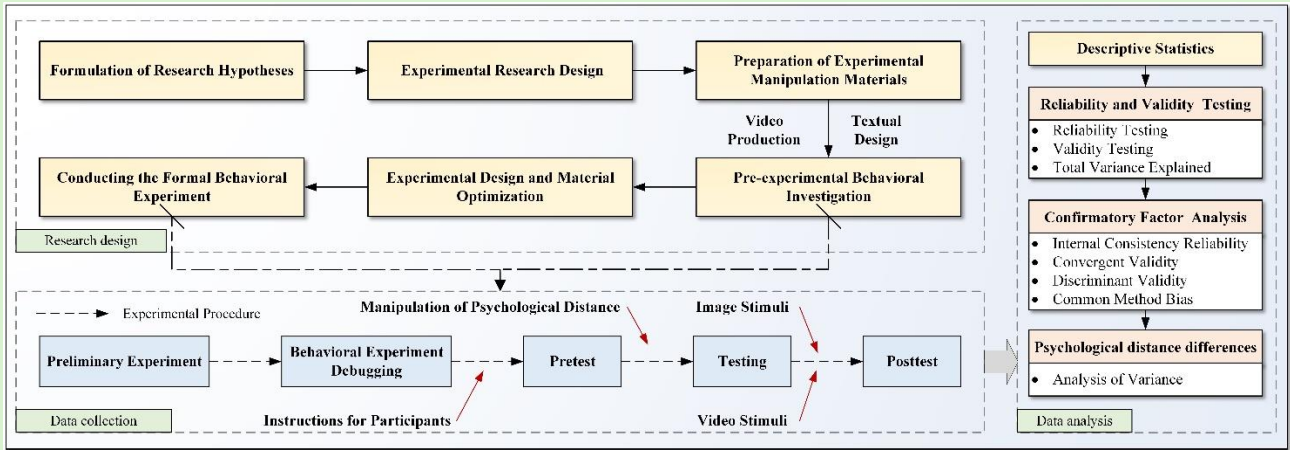 Formulation of Research Hypotheses
Experimental Research Design
Preparation of Experimental
Manipulation Materials
Video
Production
Textual
Design
Conducting the Formal Behavioral
Experiment
Experimental Design and Material
Optimization
Pre-experimental Behavioral
Investigation
Research design
Experimental Procedure
Manipulation of Psychological Distance
Image Stimuli
Preliminary Experiment
Behavioral Experiment
Debugging
Pretest
Testing
Posttest
Instructions for Participants
Video Stimuli
Data collection
Descriptive Statistics
Reliability and Validity Testing
• Reliability Testing
• Validity Testing
• Total Variance Explained
Confirmatory Factor Analysis
• Internal Consistency Reliability
• Convergent Validity
• Discriminant Validity
• Common Method Bias
Psychological distance differences
• Analysis of Variance
Data analysis